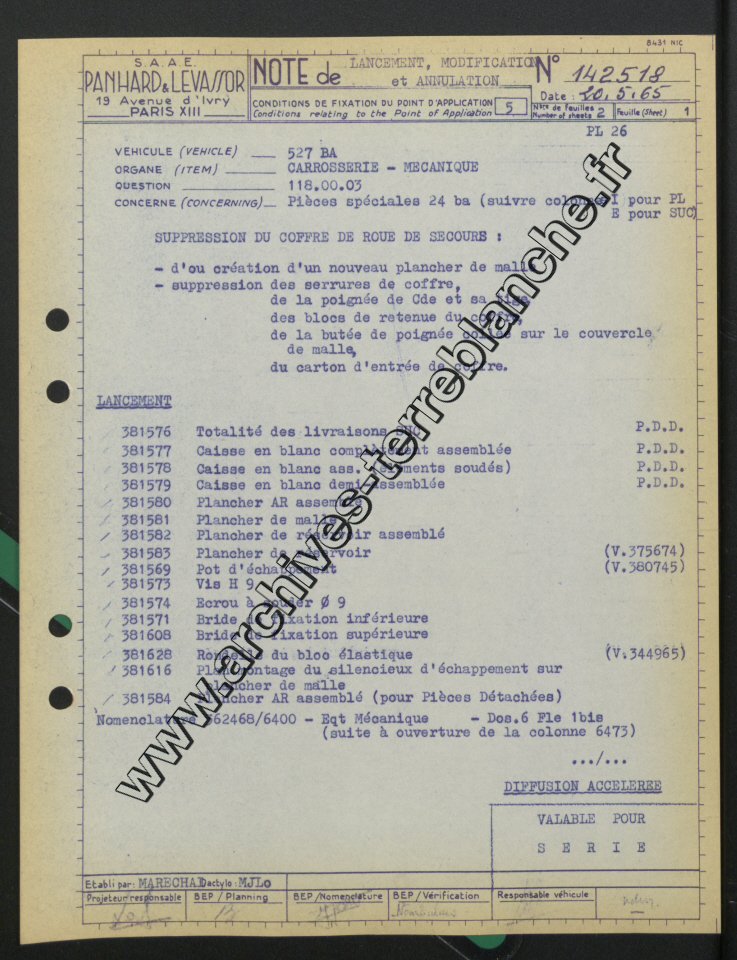 8431 NIC
S.A.A.E.
PANHARD & LEVASSOR
19 Avenue d'Ivry
PARIS XIII
NOTE de LANCEMENT, MODIFICATION
et ANNULATION
N° 142518
Date : 20.5.65
CONDITIONS DE FIXATION DU POINT D'APPLICATION 5
Conditions relating to the Point of Application
Nbre de feuilles 2
Number of sheets
Feuille (Sheet) 1
PL 26
VEHICULE (VEHICLE) 527 BA
ORGANE (ITEM) CARROSSERIE - MECANIQUE
QUESTION 118.00.03
CONCERNE (CONCERNING) Pièces spéciales 24 ba (suivre colonne I pour PL
E pour SUC)
SUPPRESSION DU COFFRE DE ROUE DE SECOURS :
- d'ou création d'un nouveau plancher de malle
- suppression des serrures de coffre,
de la poignée de Cde et sa tige
des blocs de retenue du coffre,
de la butée de poignée collée sur le couvercle
de malle,
du carton d'entrée de coffre.
LANCEMENT
381576 Totalité des livraisons SUC P.D.D.
381577 Caisse en blanc complètement assemblée P.D.D.
381578 Caisse en blanc ass. (éléments soudés) P.D.D.
381579 Caisse en blanc demi-assemblée P.D.D.
381580 Plancher AR assemblé
381581 Plancher de malle
381582 Plancher de réservoir assemblé
381583 Plancher de réservoir (V.375674)
381569 Pot d'échappement (V.380745)
381573 Vis H 9
381574 Ecrou à souder Ø 9
381571 Bride de fixation inférieure
381608 Bride de fixation supérieure
381628 Rondelle du bloc élastique (V.344965)
381616 Plan montage du silencieux d'échappement sur
plancher de malle
381584 Plancher AR assemblé (pour Pièces Détachées)
Nomenclature 362468/6400 - Eqt Mécanique - Dos.6 Fle 1bis
(suite à ouverture de la colonne 6473)
.../...
DIFFUSION ACCELEREE
VALABLE POUR
S E R I E
Etabli par : MARECHAL Dactylo : MJLo
Projeteur responsable
BEP / Planning
BEP / Nomenclature
BEP / Vérification
Responsable véhicule
www.archives-terreblanche.fr